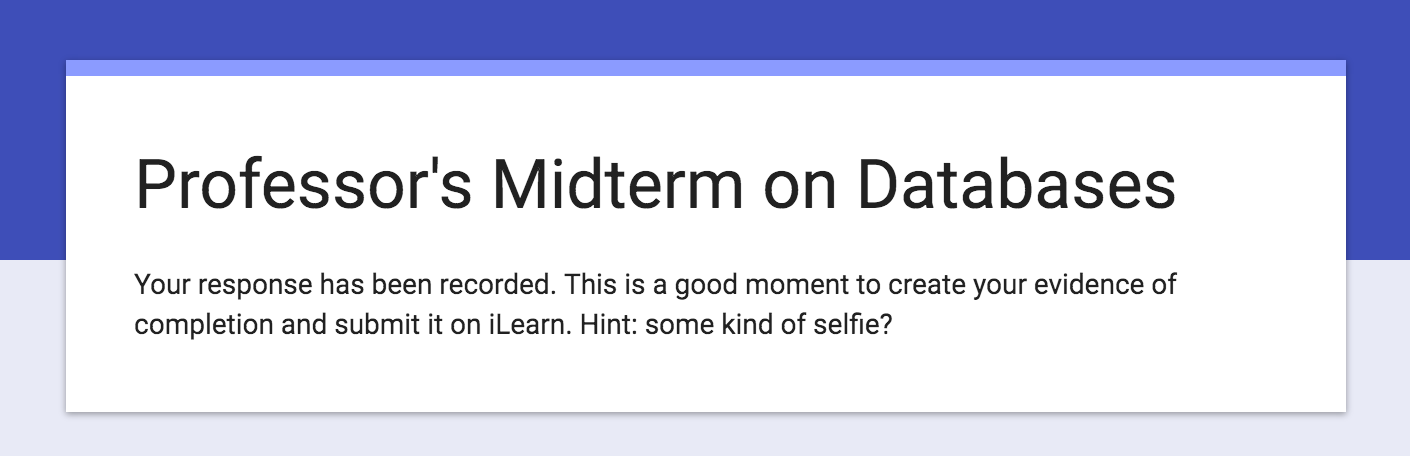 Professor's Midterm on Databases
Your response has been recorded. This is a good moment to create your evidence of
completion and submit it on iLearn. Hint: some kind of selfie?